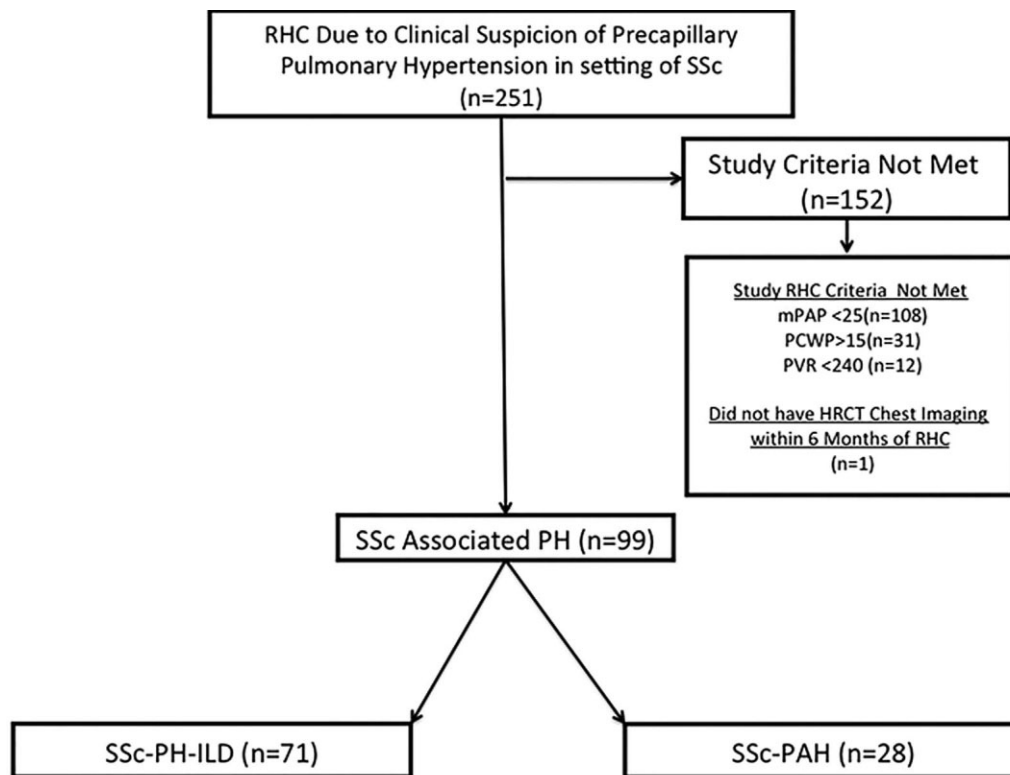 RHC Due to Clinical Suspicion of Precapillary
Pulmonary Hypertension in setting of SSc
(n=251)
Study Criteria Not Met
(n=152)
Study RHC Criteria  Not Met
mPAP <25(n=108)
PCWP>15(n=31)
PVR <240 (n=12)
Did not have HRCT Chest Imaging
within 6 Months of RHC
(n=1)
SSc Associated PH (n=99)
SSc-PH-ILD (n=71)
SSc-PAH (n=28)